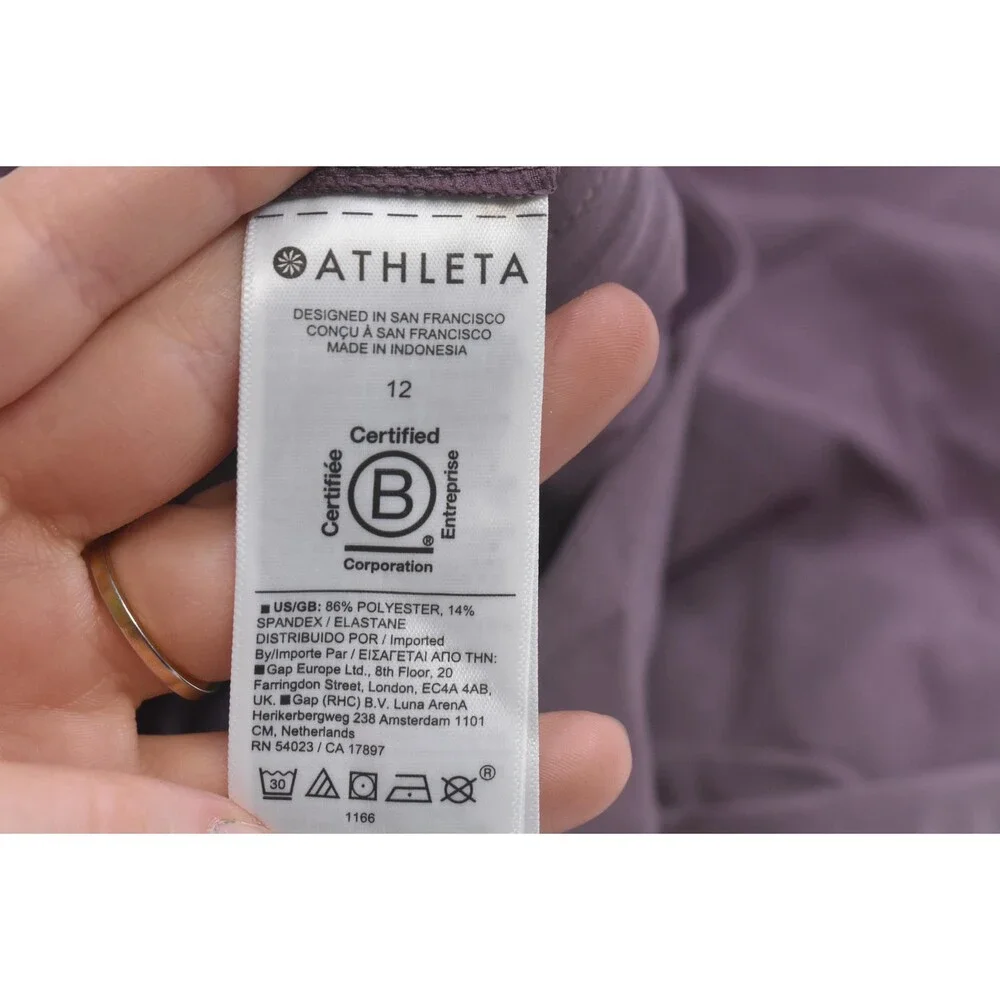 ATHLETA
DESIGNED IN SAN FRANCISCO
CONÇU À SAN FRANCISCO
MADE IN INDONESIA
12
Certified
Certifiée
B
Entreprise
®
Corporation
US/GB: 86% POLYESTER, 14%
SPANDEX / ELASTANE
DISTRIBUIDO POR / Imported
By/Importe Par / ΕΙΣΑΓΕΤΑΙ ΑΠΟ ΤΗΝ:
Gap Europe Ltd., 8th Floor, 20
Farringdon Street, London, EC4A 4AB,
UK. Gap (RHC) B.V. Luna ArenA
Herikerbergweg 238 Amsterdam 1101
CM, Netherlands
RN 54023 / CA 17897
30 ®
1166